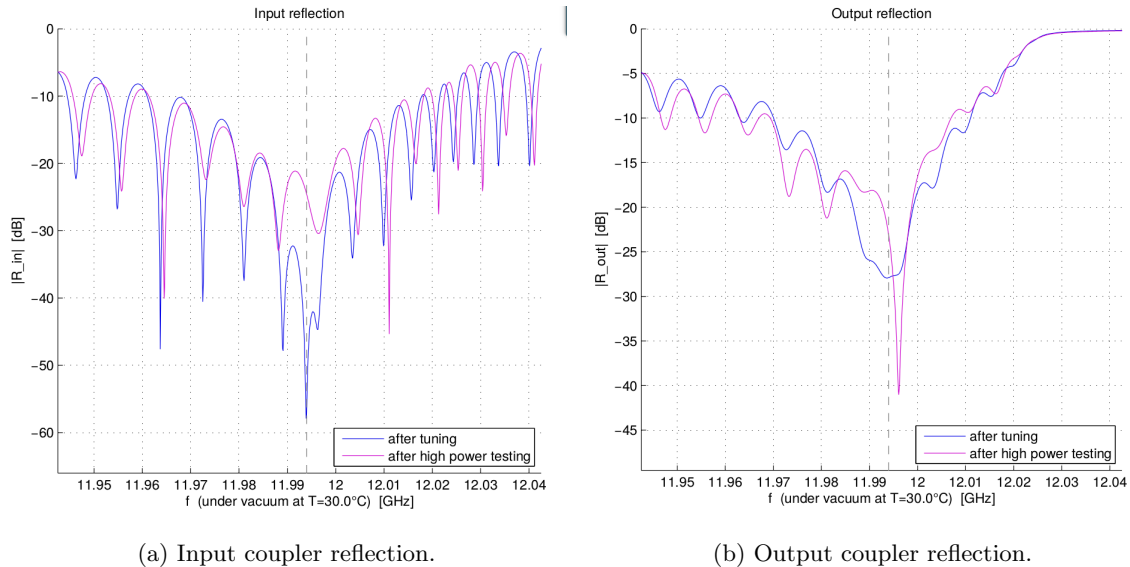 Input reflection
0
−10
−20
−30
−40
−50
−60
|R_in| [dB]
after tuning
after high power testing
11.95 11.96 11.97 11.98 11.99 12 12.01 12.02 12.03 12.04
f (under vacuum at T=30.0°C) [GHz]
(a) Input coupler reflection.
Output reflection
0
−5
−10
−15
−20
−25
−30
−35
−40
−45
|R_out| [dB]
after tuning
after high power testing
11.95 11.96 11.97 11.98 11.99 12.00 12.01 12.02 12.03 12.04
f (under vacuum at T=30.0°C) [GHz]
(b) Output coupler reflection.